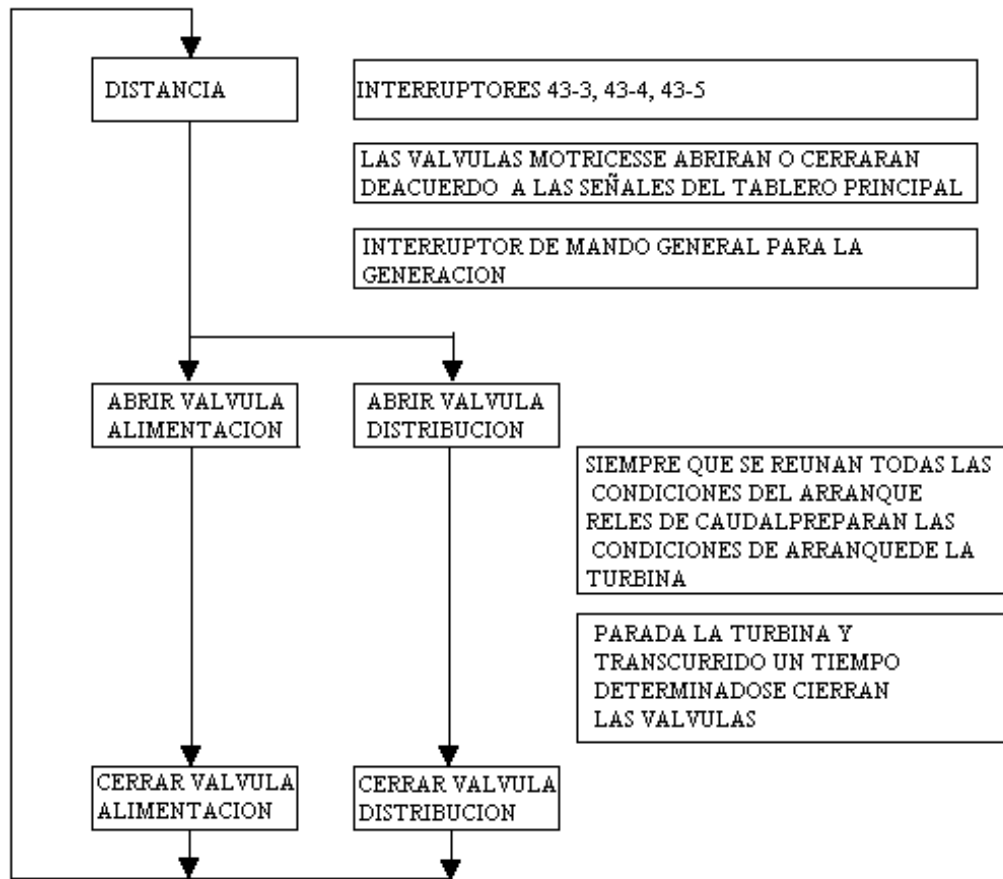 DISTANCIA
INTERRUPTORES 43-3, 43-4, 43-5
LAS VALVULAS MOTRICESSE ABRIRAN O CERRARAN
DEACUERDO A LAS SEÑALES DEL TABLERO PRINCIPAL
INTERRUPTOR DE MANDO GENERAL PARA LA
GENERACION
ABRIR VALVULA
ALIMENTACION
ABRIR VALVULA
DISTRIBUCION
SIEMPRE QUE SE REUNAN TODAS LAS
CONDICIONES DEL ARRANQUE
RELES DE CAUDALPREPARAN LAS
CONDICIONES DE ARRANQUEDE LA
TURBINA
PARADA LA TURBINA Y
TRANSCURRIDO UN TIEMPO
DETERMINADOSE CIERRAN
LAS VALVULAS
CERRAR VALVULA
ALIMENTACION
CERRAR VALVULA
DISTRIBUCION